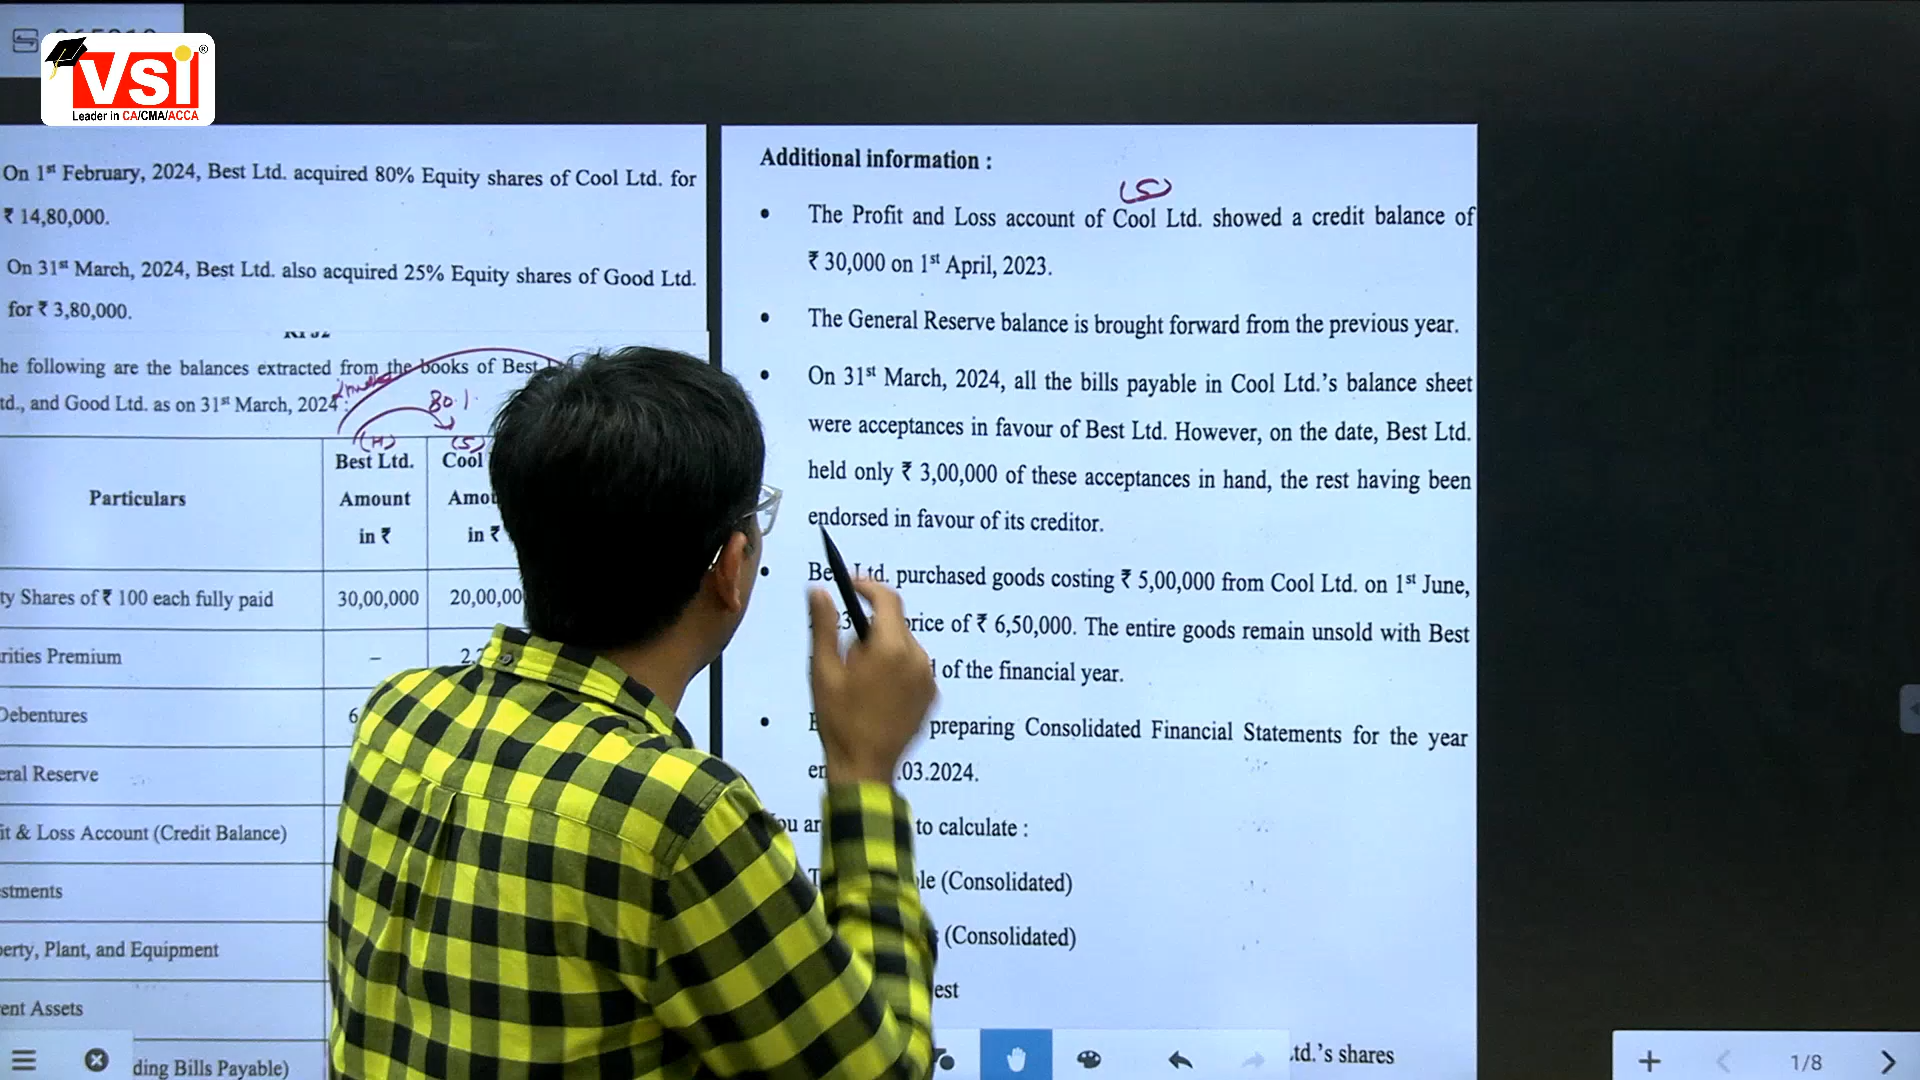 VSI
®
Leader in CA/CMA/ACCA
On 1st February, 2024, Best Ltd. acquired 80% Equity shares of Cool Ltd. for
₹ 14,80,000.
On 31st March, 2024, Best Ltd. also acquired 25% Equity shares of Good Ltd.
for ₹ 3,80,000.
he following are the balances extracted from the books of Best
td., and Good Ltd. as on 31st March, 2024 :
80%
(H)
(S)
Particulars
Best Ltd.
Amount
in ₹
Cool
Amou
in ₹
ty Shares of ₹ 100 each fully paid 30,00,000 20,00,00
rities Premium – 2,
Debentures 6
eral Reserve
it & Loss Account (Credit Balance)
stments
perty, Plant, and Equipment
ent Assets
ding Bills Payable)
Additional information :
(S)
• The Profit and Loss account of Cool Ltd. showed a credit balance of
₹ 30,000 on 1st April, 2023.
• The General Reserve balance is brought forward from the previous year.
• On 31st March, 2024, all the bills payable in Cool Ltd.'s balance sheet
were acceptances in favour of Best Ltd. However, on the date, Best Ltd.
held only ₹ 3,00,000 of these acceptances in hand, the rest having been
endorsed in favour of its creditor.
• Be Ltd. purchased goods costing ₹ 5,00,000 from Cool Ltd. on 1st June,
price of ₹ 6,50,000. The entire goods remain unsold with Best
of the financial year.
• preparing Consolidated Financial Statements for the year
en .03.2024.
You ar to calculate :
le (Consolidated)
(Consolidated)
est
Ltd.'s shares
1/8